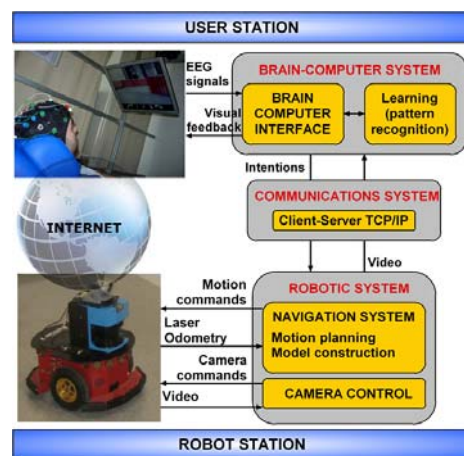 USER STATION
EEG
signals
Visual
feedback
BRAIN-COMPUTER SYSTEM
BRAIN
COMPUTER
INTERFACE
Learning
(pattern
recognition)
Intentions
COMMUNICATIONS SYSTEM
Client-Server TCP/IP
INTERNET
Video
ROBOTIC SYSTEM
Motion
commands
Laser
Odometry
Camera
commands
Video
NAVIGATION SYSTEM
Motion planning
Model construction
CAMERA CONTROL
ROBOT STATION